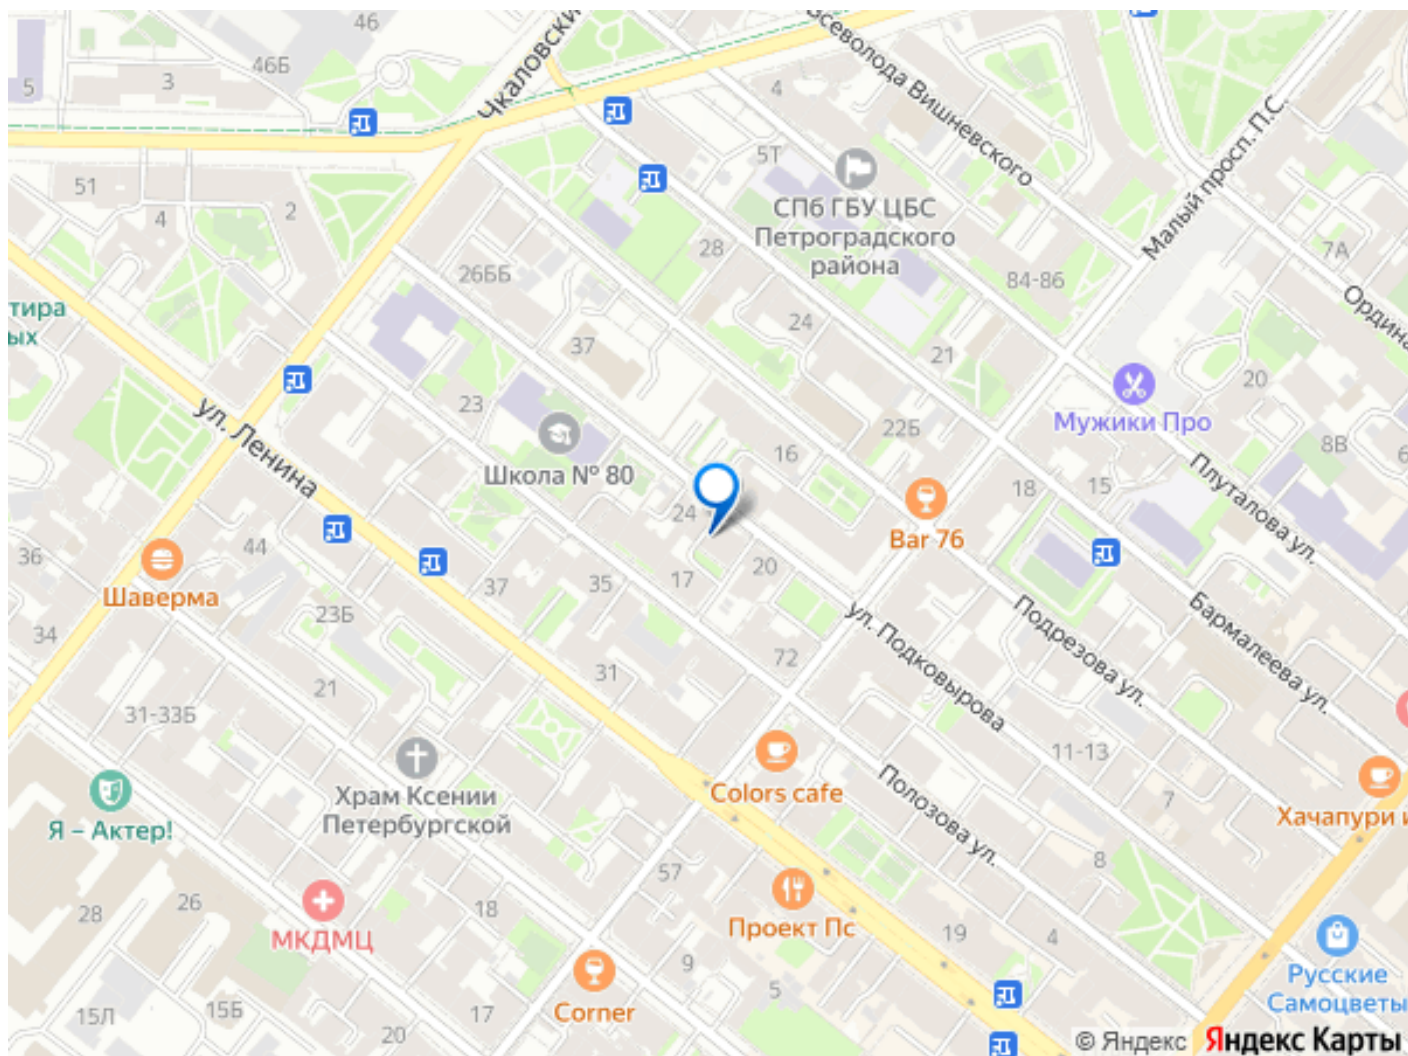 46
46Б
3
5
Чкаловский
4
Всеволода Вишневского
Малый просп. П.С.
51
4
2
5Т
СПб ГБУ ЦБС
Петроградского
района
28
26ББ
84-86
7А
тира
ых
24
37
21
20
23
ул. Ленина
Школа № 80
16
22Б
Мужики Про
8В
6
Плуталова ул.
24
Bar 76
18
15
36
44
Шаверма
23Б
37
35
17
20
34
ул. Подковырова
Подрезова ул.
Бармалеева ул.
72
31
21
31-33Б
11-13
Я – Актер!
Храм Ксении
Петербургской
Colors cafe
Полозова ул.
7
Хачапури и
8
57
28
26
МКДМЦ
18
Проект Пс
19
4
9
5
Corner
Русские
Самоцветы
15Л
15Б
20
17
© Яндекс Яндекс Карты